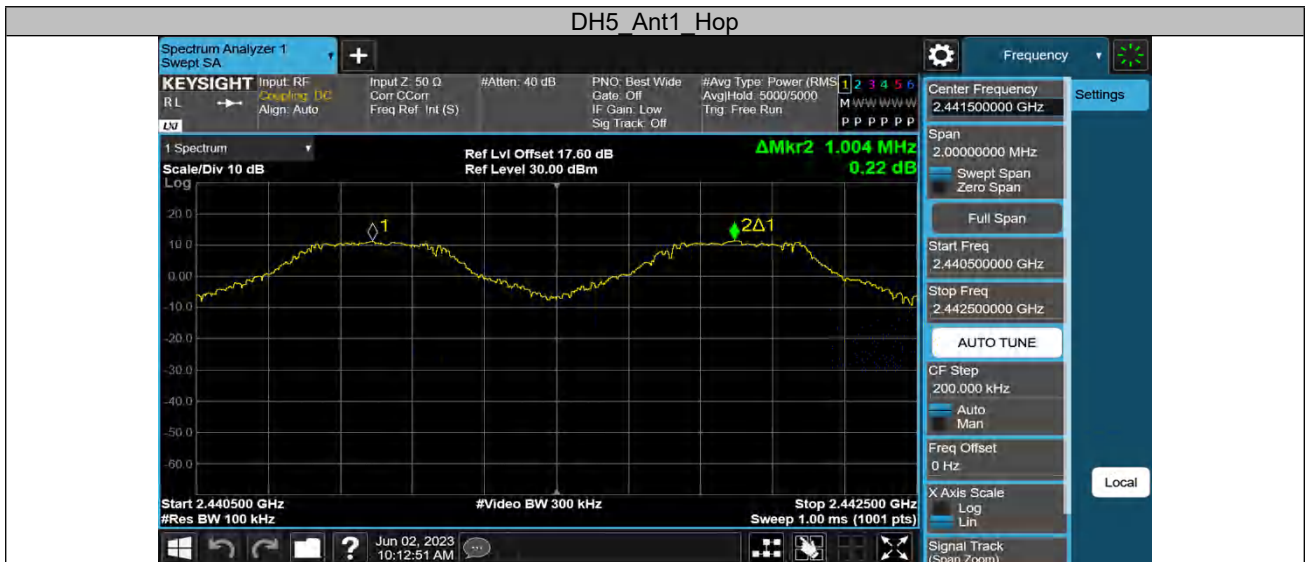 DH5_Ant1_Hop
Spectrum Analyzer 1
Swept SA
Frequency
KEYSIGHT
RL
LXI
Input: RF
Coupling: DC
Align: Auto
Input Z: 50 Ω
Corr CCorr
Freq Ref: Int (S)
#Atten: 40 dB
PNO: Best Wide
Gate: Off
IF Gain: Low
Sig Track: Off
#Avg Type: Power (RMS
Avg|Hold: 5000/5000
Trig: Free Run
1 2 3 4 5 6
M W W W W W
P P P P P P
1 Spectrum
Scale/Div 10 dB
Log
Ref Lvl Offset 17.60 dB
Ref Level 30.00 dBm
ΔMkr2 1.004 MHz
0.22 dB
20.0
10.0
0.00
-10.0
-20.0
-30.0
-40.0
-50.0
-60.0
1
2Δ1
Start 2.440500 GHz
#Res BW 100 kHz
#Video BW 300 kHz
Stop 2.442500 GHz
Sweep 1.00 ms (1001 pts)
?
Jun 02, 2023
10:12:51 AM
Center Frequency
2.441500000 GHz
Span
2.00000000 MHz
Swept Span
Zero Span
Full Span
Start Freq
2.440500000 GHz
Stop Freq
2.442500000 GHz
AUTO TUNE
CF Step
200.000 kHz
Auto
Man
Freq Offset
0 Hz
X Axis Scale
Log
Lin
Signal Track
(Span Zoom)
Settings
Local